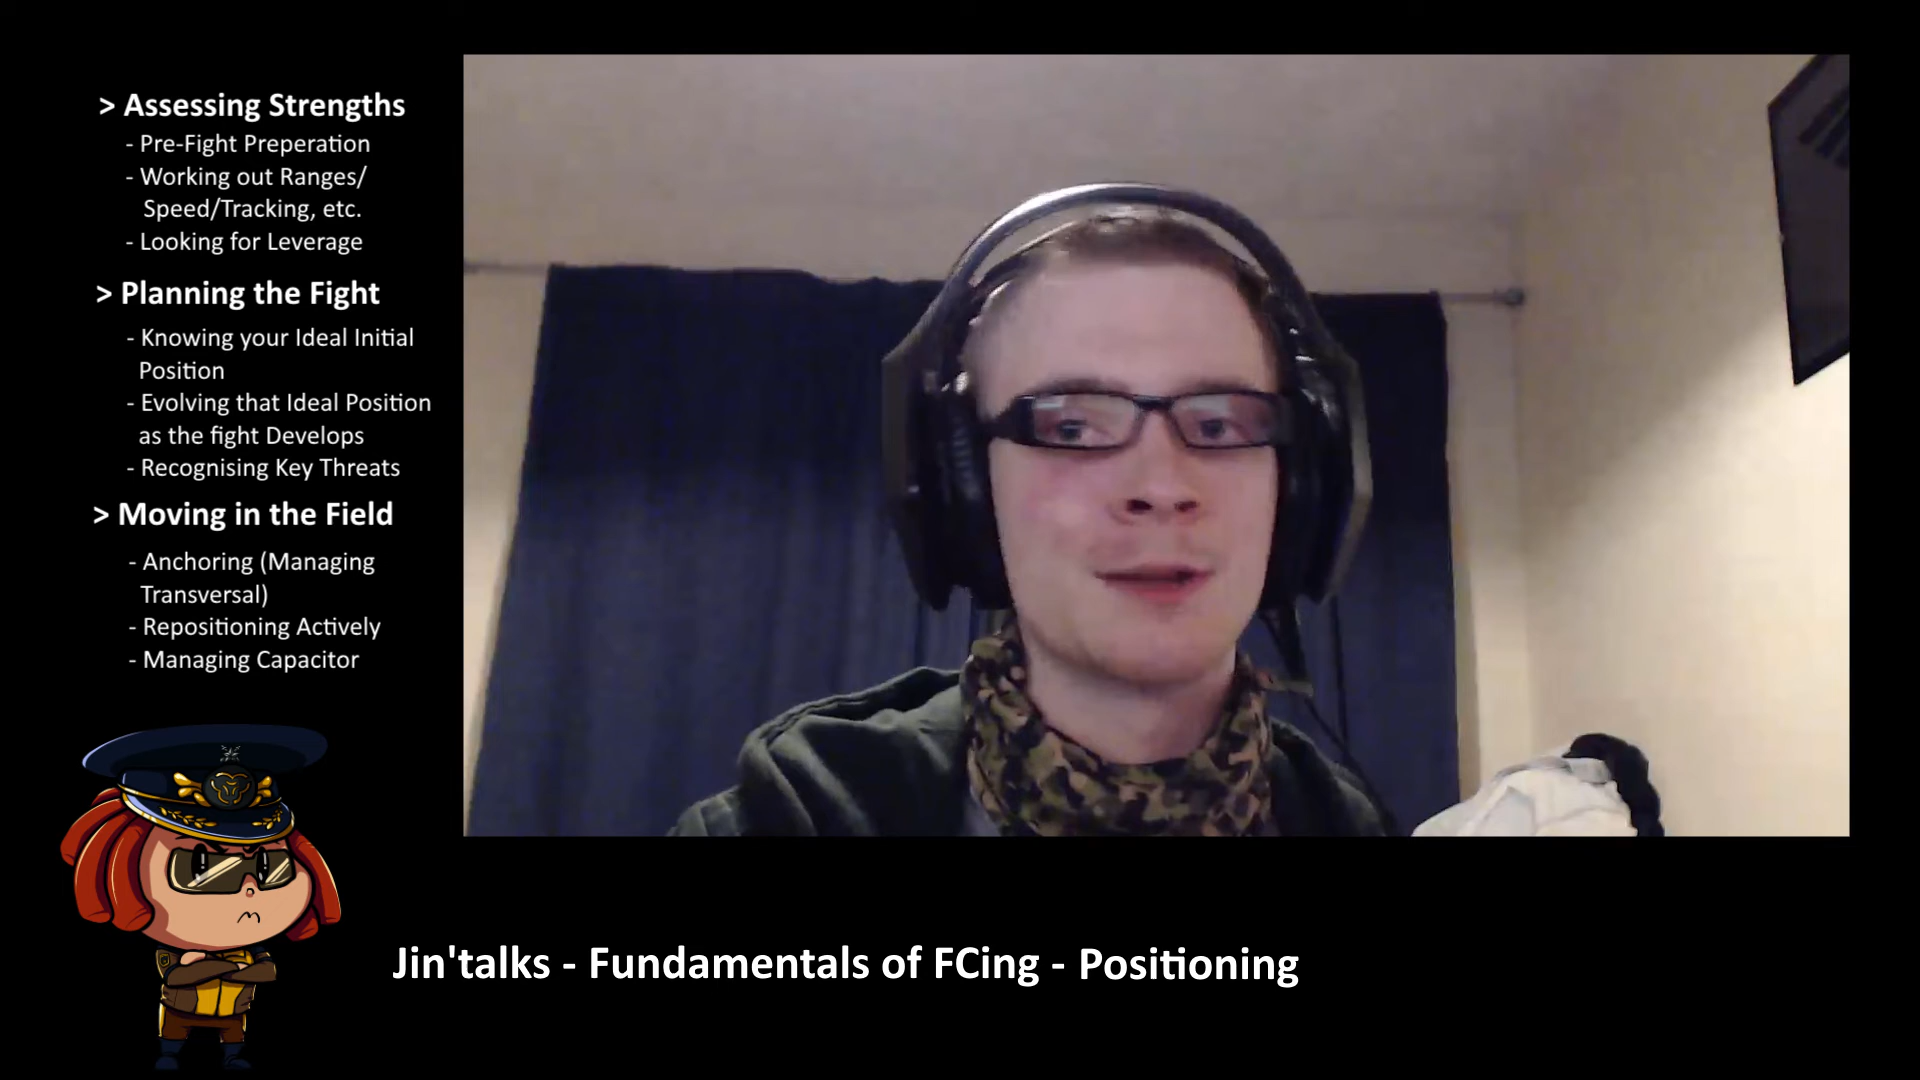 > Assessing Strengths
- Pre-Fight Preperation
- Working out Ranges/
Speed/Tracking, etc.
- Looking for Leverage
> Planning the Fight
- Knowing your Ideal Initial
Position
- Evolving that Ideal Position
as the fight Develops
- Recognising Key Threats
> Moving in the Field
- Anchoring (Managing
Transversal)
- Repositioning Actively
- Managing Capacitor
Jin'talks - Fundamentals of FCing - Positioning